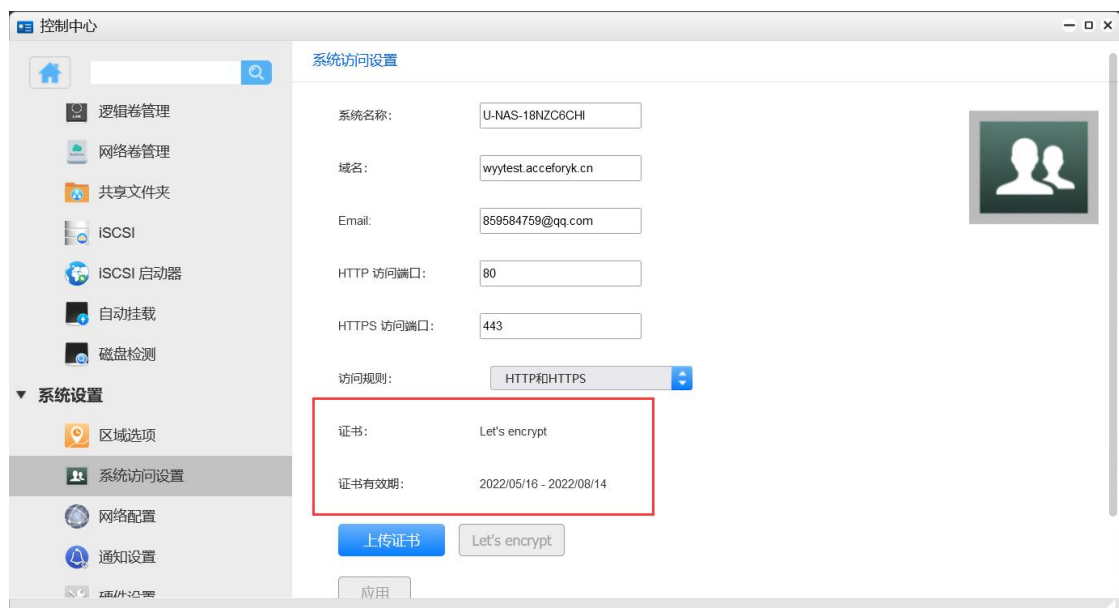 控制中心
系统访问设置
逻辑卷管理
网络卷管理
共享文件夹
iSCSI
iSCSI 启动器
自动挂载
磁盘检测
系统设置
区域选项
系统访问设置
网络配置
通知设置
硬件设置
系统名称: U-NAS-18NZC6CHI
域名: wyytest.acceforyk.cn
Email: 859584759@qq.com
HTTP 访问端口: 80
HTTPS 访问端口: 443
访问规则: HTTP和HTTPS
证书: Let's encrypt
证书有效期: 2022/05/16 - 2022/08/14
上传证书 Let's encrypt
应用